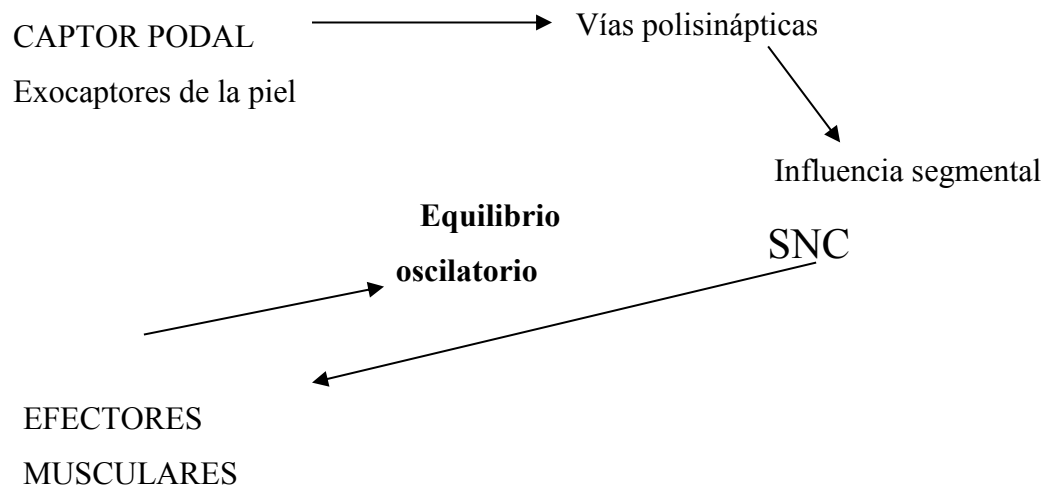 CAPTOR PODAL
Exocaptores de la piel
Vías polisinápticas
Influencia segmental
SNC
Equilibrio
oscilatorio
EFECTORES
MUSCULARES